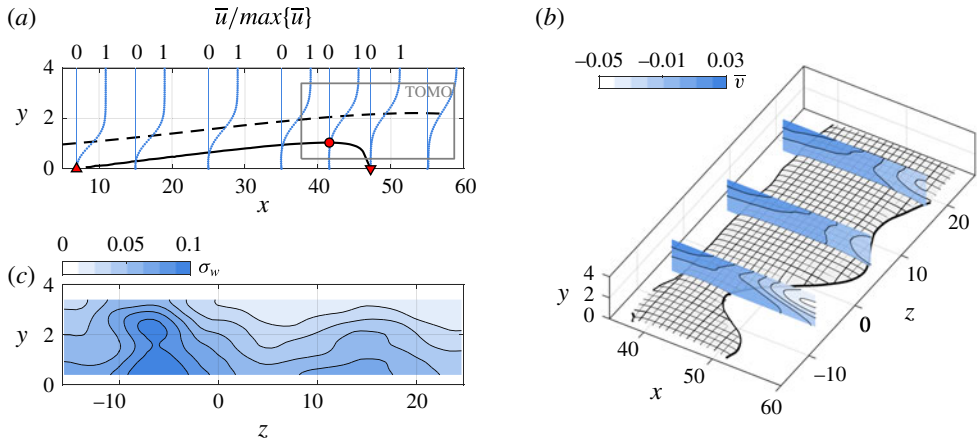 (a)
u̅/max{u̅}
0 1 0 1 0 1 0 1 0 1 0 1
4
2
0
y
TOMO
10 20 30 40 50 60
x
(b)
−0.05 −0.01 0.03
v̅
4
2
0
y
40
50
60
x
−10
0
10
20
z
(c)
0 0.05 0.1
σw
4
2
0
y
−10 0 10 20
z